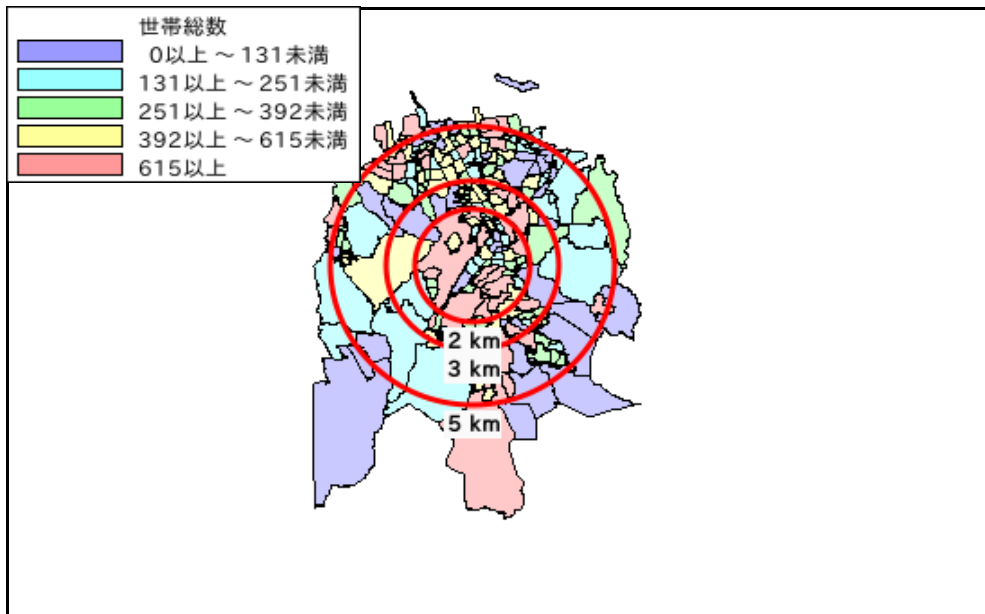 世帯総数
0以上 ～ 131未満
131以上 ～ 251未満
251以上 ～ 392未満
392以上 ～ 615未満
615以上
2 km
3 km
5 km